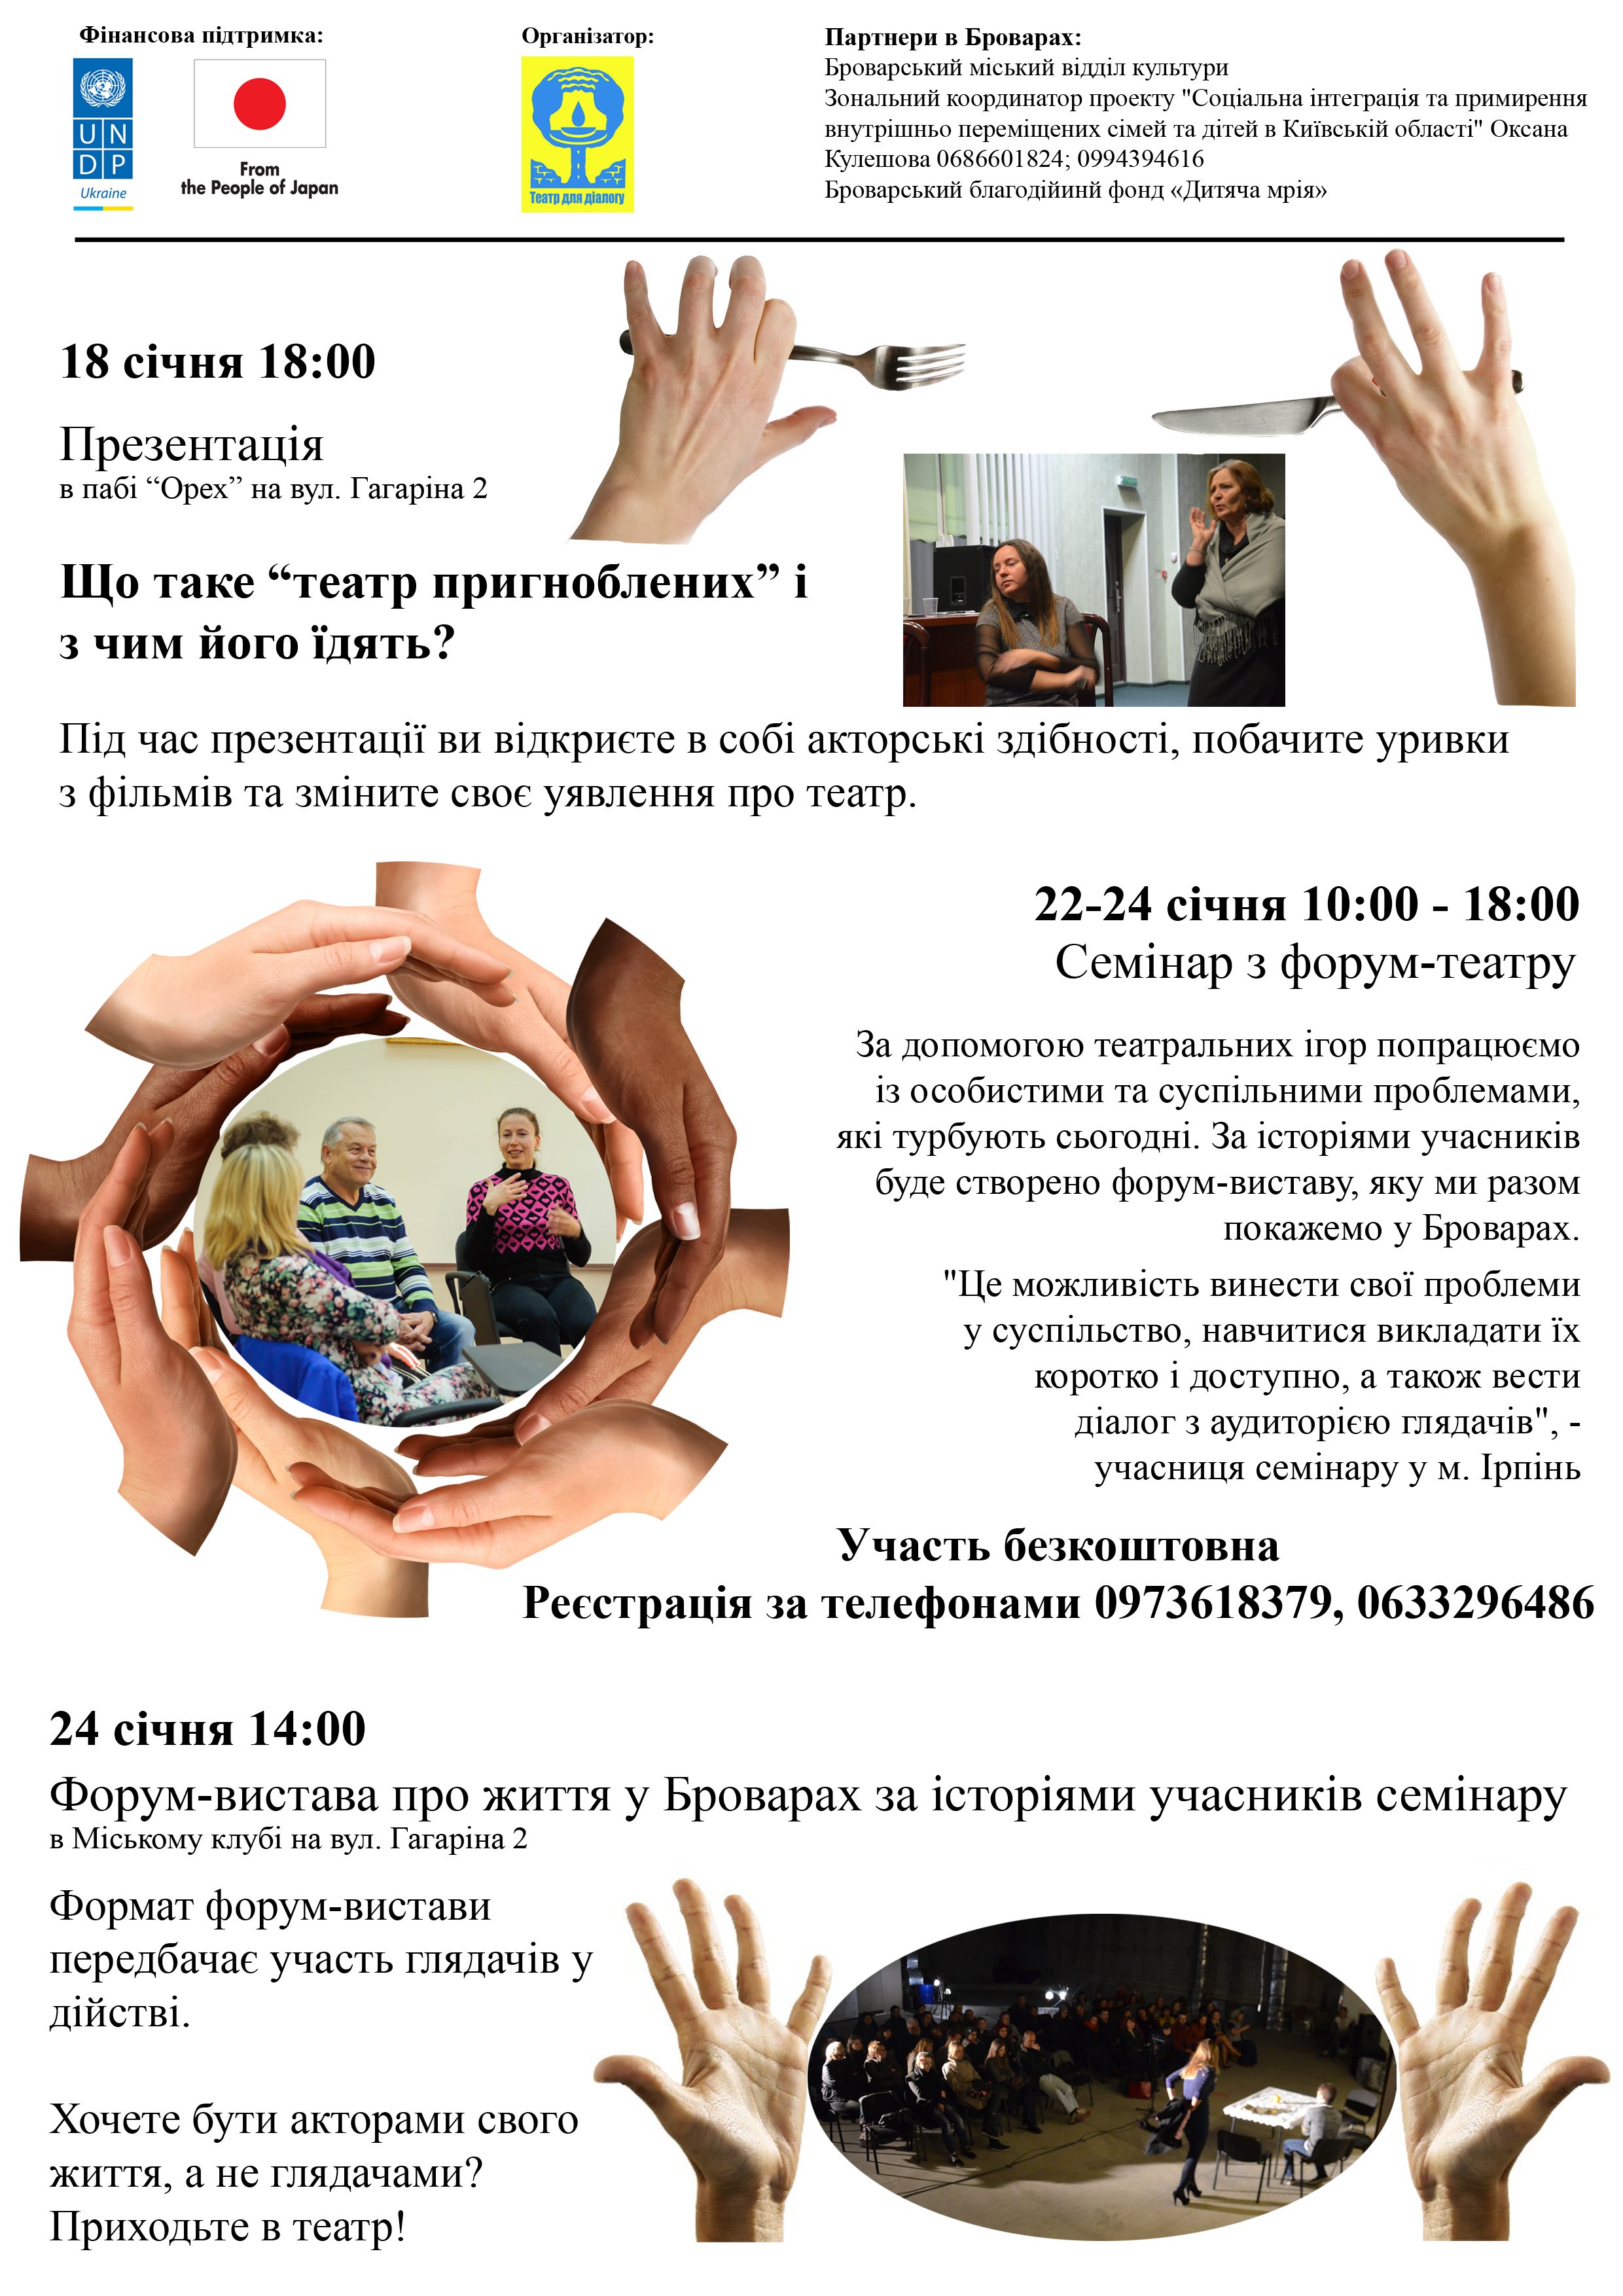 Фінансова підтримка:
UN
DP
Ukraine
From
the People of Japan
Організатор:
Театр для діалогу
Партнери в Броварах:
Броварський міський відділ культури
Зональний координатор проекту "Соціальна інтеграція та примирення
внутрішньо переміщених сімей та дітей в Київській області" Оксана
Кулешова 0686601824; 0994394616
Броварський благодійинй фонд «Дитяча мрія»
18 січня 18:00
Презентація
в пабі “Орех” на вул. Гагаріна 2
Що таке “театр пригноблених” і
з чим його їдять?
Під час презентації ви відкриєте в собі акторські здібності, побачите уривки
з фільмів та зміните своє уявлення про театр.
22-24 січня 10:00 - 18:00
Семінар з форум-театру
За допомогою театральних ігор попрацюємо
із особистими та суспільними проблемами,
які турбують сьогодні. За історіями учасників
буде створено форум-виставу, яку ми разом
покажемо у Броварах.
"Це можливість винести свої проблеми
у суспільство, навчитися викладати їх
коротко і доступно, а також вести
діалог з аудиторією глядачів", -
учасниця семінару у м. Ірпінь
Участь безкоштовна
Реєстрація за телефонами 0973618379, 0633296486
24 січня 14:00
Форум-вистава про життя у Броварах за історіями учасників семінару
в Міському клубі на вул. Гагаріна 2
Формат форум-вистави
передбачає участь глядачів у
дійстві.
Хочете бути акторами свого
життя, а не глядачами?
Приходьте в театр!